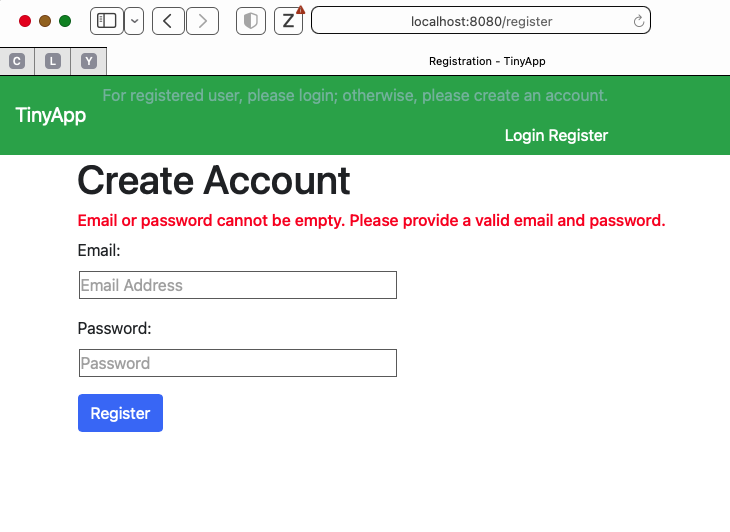 Z
localhost:8080/register
C
L
Y
Registration - TinyApp
For registered user, please login; otherwise, please create an account.
TinyApp
Login Register
Create Account
Email or password cannot be empty. Please provide a valid email and password.
Email:
Email Address
Password:
Password
Register